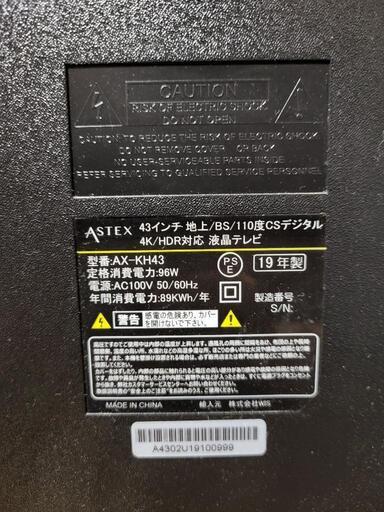 CAUTION
RISK OF ELECTRIC SHOCK
DO NOT OPEN
CAUTION: TO REDUCE THE RISK OF ELECTRIC SHOCK
DO NOT REMOVE COVER OR BACK
NO USER-SERVICEABLE PARTS INSIDE
REFER SERVICING TO QUALIFIED SERVICE PERSONNEL
ASTEX 43インチ 地上/BS/110度CSデジタル
4K/HDR対応 液晶テレビ
型番:AX-KH43
定格消費電力:96W
電源:AC100V 50/60Hz
年間消費電力:89KWh/年
PS
E
19年製
警告 感電の危険あり、カバー
を開けないで下さい。
製造番号
S/N:
MADE IN CHINA 輸入元 株式会社WIS
A4302U19100999